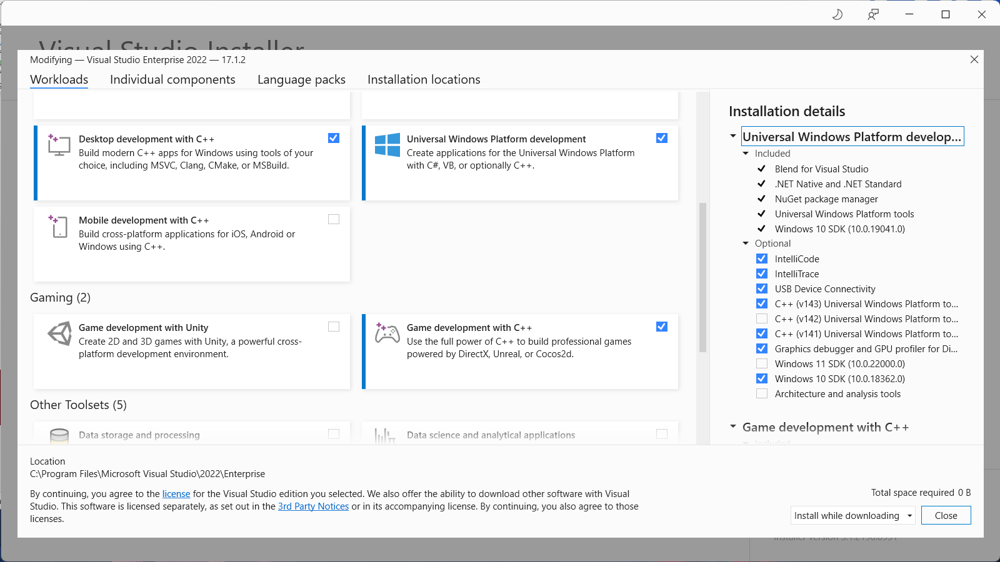 Visual Studio Installer
Modifying — Visual Studio Enterprise 2022 — 17.1.2
Workloads Individual components Language packs Installation locations
Desktop development with C++
Build modern C++ apps for Windows using tools of your
choice, including MSVC, Clang, CMake, or MSBuild.
Universal Windows Platform development
Create applications for the Universal Windows Platform
with C#, VB, or optionally C++.
Mobile development with C++
Build cross-platform applications for iOS, Android or
Windows using C++.
Gaming (2)
Game development with Unity
Create 2D and 3D games with Unity, a powerful cross-
platform development environment.
Game development with C++
Use the full power of C++ to build professional games
powered by DirectX, Unreal, or Cocos2d.
Other Toolsets (5)
Data storage and processing
Data science and analytical applications
Installation details
Universal Windows Platform develop...
Included
Blend for Visual Studio
.NET Native and .NET Standard
NuGet package manager
Universal Windows Platform tools
Windows 10 SDK (10.0.19041.0)
Optional
IntelliCode
IntelliTrace
USB Device Connectivity
C++ (v143) Universal Windows Platform to...
C++ (v142) Universal Windows Platform to...
C++ (v141) Universal Windows Platform to...
Graphics debugger and GPU profiler for Di...
Windows 11 SDK (10.0.22000.0)
Windows 10 SDK (10.0.18362.0)
Architecture and analysis tools
Game development with C++
Included
Location
C:\Program Files\Microsoft Visual Studio\2022\Enterprise
By continuing, you agree to the license for the Visual Studio edition you selected. We also offer the ability to download other software with Visual
Studio. This software is licensed separately, as set out in the 3rd Party Notices or in its accompanying license. By continuing, you also agree to those
licenses.
Total space required 0 B
Install while downloading
Close